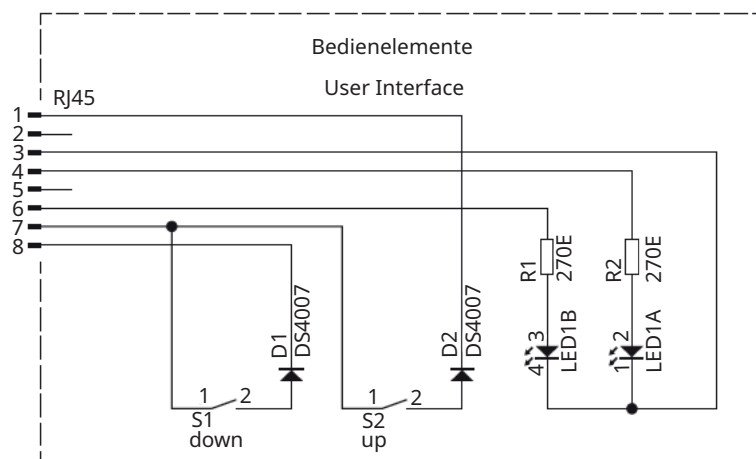 Bedienelemente
User Interface
RJ45
1
2
3
4
5
6
7
8
R1
270E
R2
270E
D1
DS4007
D2
DS4007
3
4
LED1B
2
1
LED1A
1 2
S1
down
1 2
S2
up